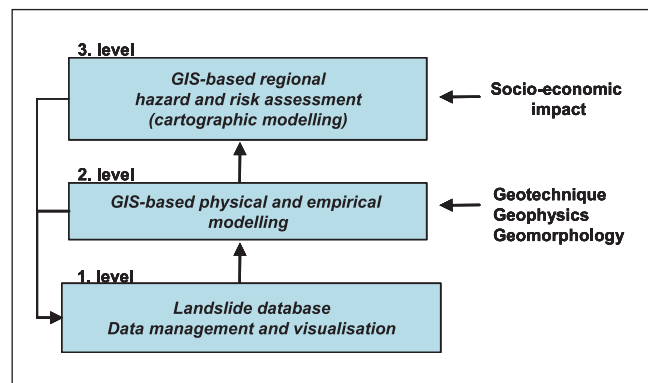 3. level
GIS-based regional
hazard and risk assessment
(cartographic modelling)
Socio-economic
impact
2. level
GIS-based physical and empirical
modelling
Geotechnique
Geophysics
Geomorphology
1. level
Landslide database
Data management and visualisation